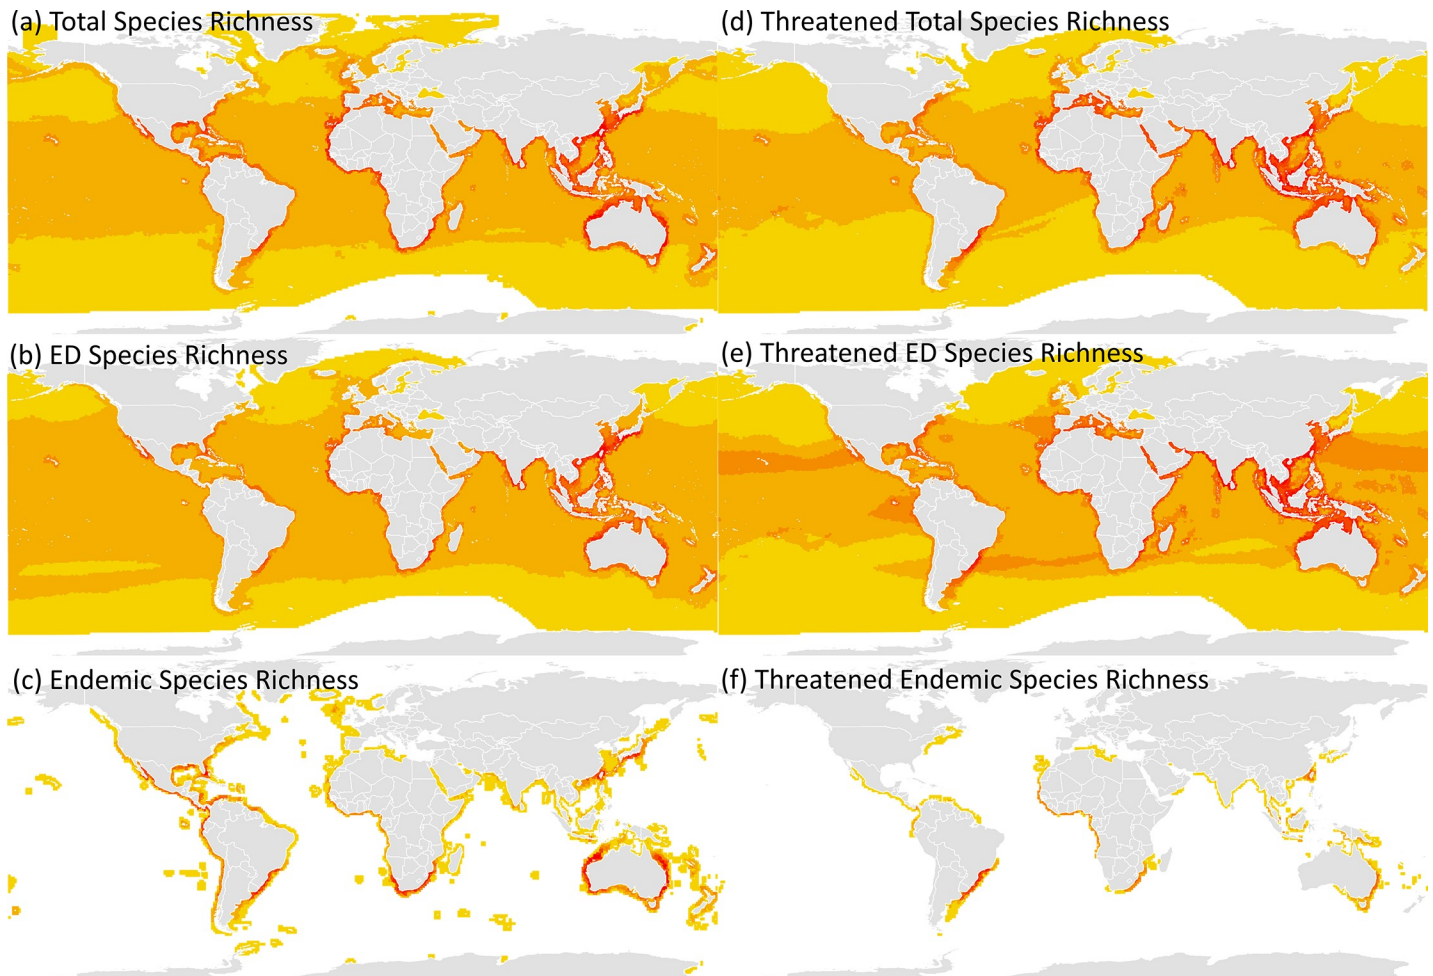 (a) Total Species Richness
(d) Threatened Total Species Richness
(b) ED Species Richness
(e) Threatened ED Species Richness
(c) Endemic Species Richness
(f) Threatened Endemic Species Richness